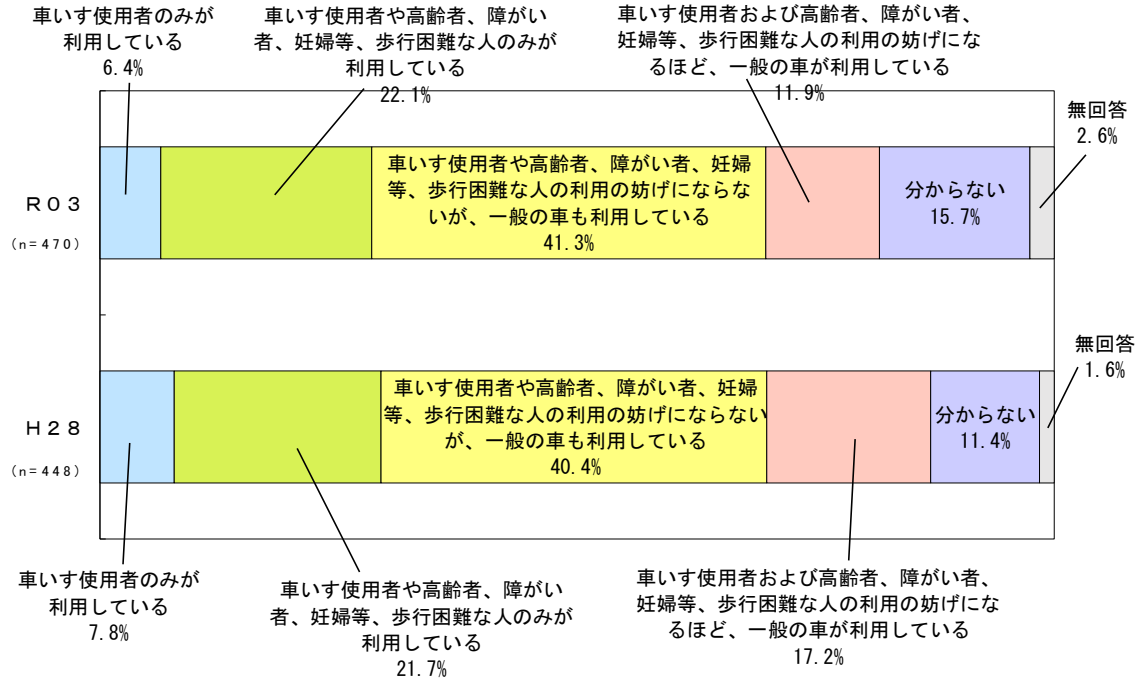 車いす使用者のみが
利用している
6.4%
車いす使用者や高齢者、障がい
者、妊婦等、歩行困難な人のみが
利用している
22.1%
車いす使用者および高齢者、障がい者、
妊婦等、歩行困難な人の利用の妨げにな
るほど、一般の車が利用している
11.9%
無回答
2.6%
R03
(n=470)
車いす使用者や高齢者、障がい者、妊婦
等、歩行困難な人の利用の妨げにならな
いが、一般の車も利用している
41.3%
分からない
15.7%
無回答
1.6%
H28
(n=448)
車いす使用者や高齢者、障がい者、妊婦
等、歩行困難な人の利用の妨げにならない
が、一般の車も利用している
40.4%
分からない
11.4%
車いす使用者のみが
利用している
7.8%
車いす使用者や高齢者、障がい
者、妊婦等、歩行困難な人のみが
利用している
21.7%
車いす使用者および高齢者、障がい者、
妊婦等、歩行困難な人の利用の妨げにな
るほど、一般の車が利用している
17.2%